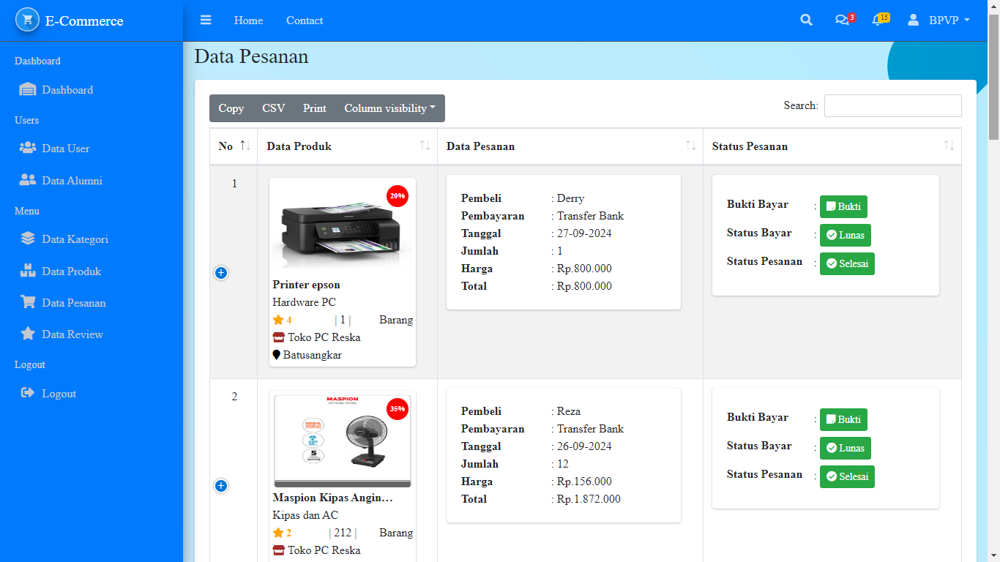 E-Commerce
Home Contact 3 15 BPVP
Dashboard
Dashboard
Users
Data User
Data Alumni
Menu
Data Kategori
Data Produk
Data Pesanan
Data Review
Logout
Logout
Data Pesanan
Copy CSV Print Column visibility
Search:
No Data Produk Data Pesanan Status Pesanan
1
20%
Printer epson
Hardware PC
4 | 1 | Barang
Toko PC Reska
Batusangkar
Pembeli : Derry
Pembayaran : Transfer Bank
Tanggal : 27-09-2024
Jumlah : 1
Harga : Rp.800.000
Total : Rp.800.000
Bukti Bayar : Bukti
Status Bayar : Lunas
Status Pesanan : Selesai
2
MASPION
35%
100%
5
Maspion Kipas Angin...
Kipas dan AC
2 | 212 | Barang
Toko PC Reska
Pembeli : Reza
Pembayaran : Transfer Bank
Tanggal : 26-09-2024
Jumlah : 12
Harga : Rp.156.000
Total : Rp.1.872.000
Bukti Bayar : Bukti
Status Bayar : Lunas
Status Pesanan : Selesai